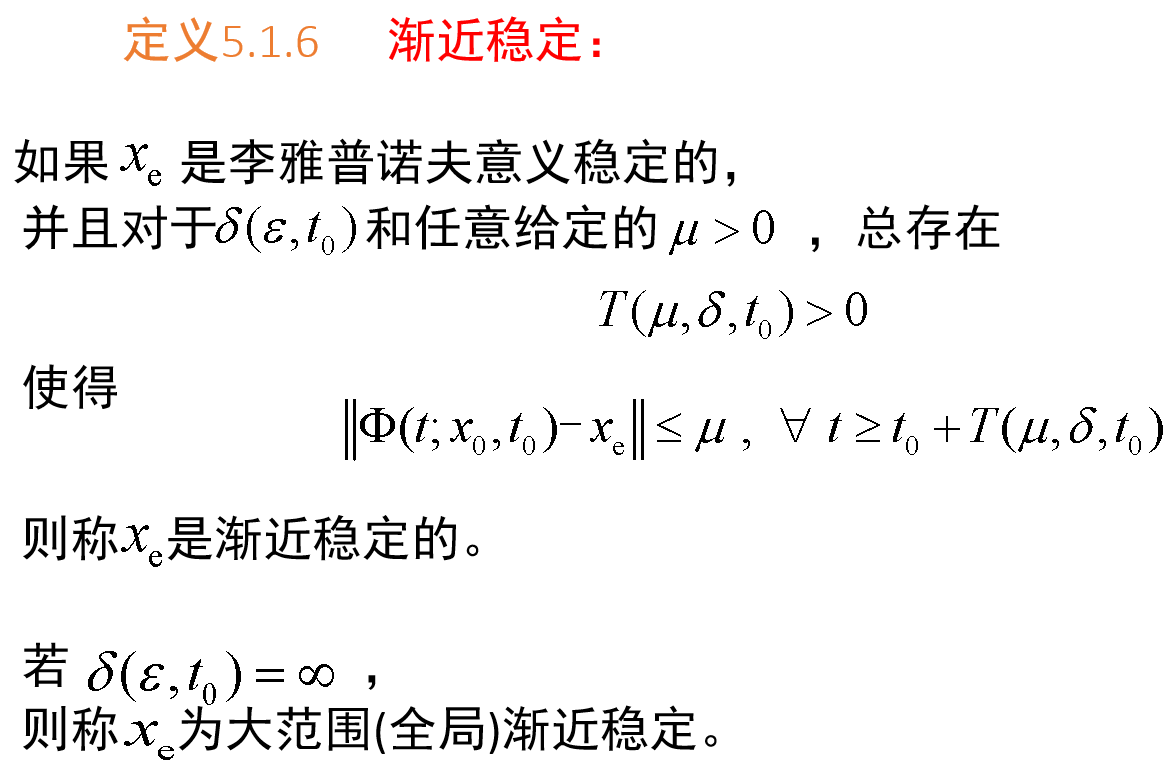 定义5.1.6 渐近稳定：
如果 xₑ 是李雅普诺夫意义稳定的，
并且对于δ(ε,t₀)和任意给定的 μ > 0 ，总存在
T(μ,δ,t₀) > 0
使得
‖Φ(t; x₀,t₀) − xₑ‖ ≤ μ , ∀ t ≥ t₀ + T(μ,δ,t₀)
则称xₑ是渐近稳定的。
若 δ(ε,t₀) = ∞ ，
则称xₑ为大范围(全局)渐近稳定。